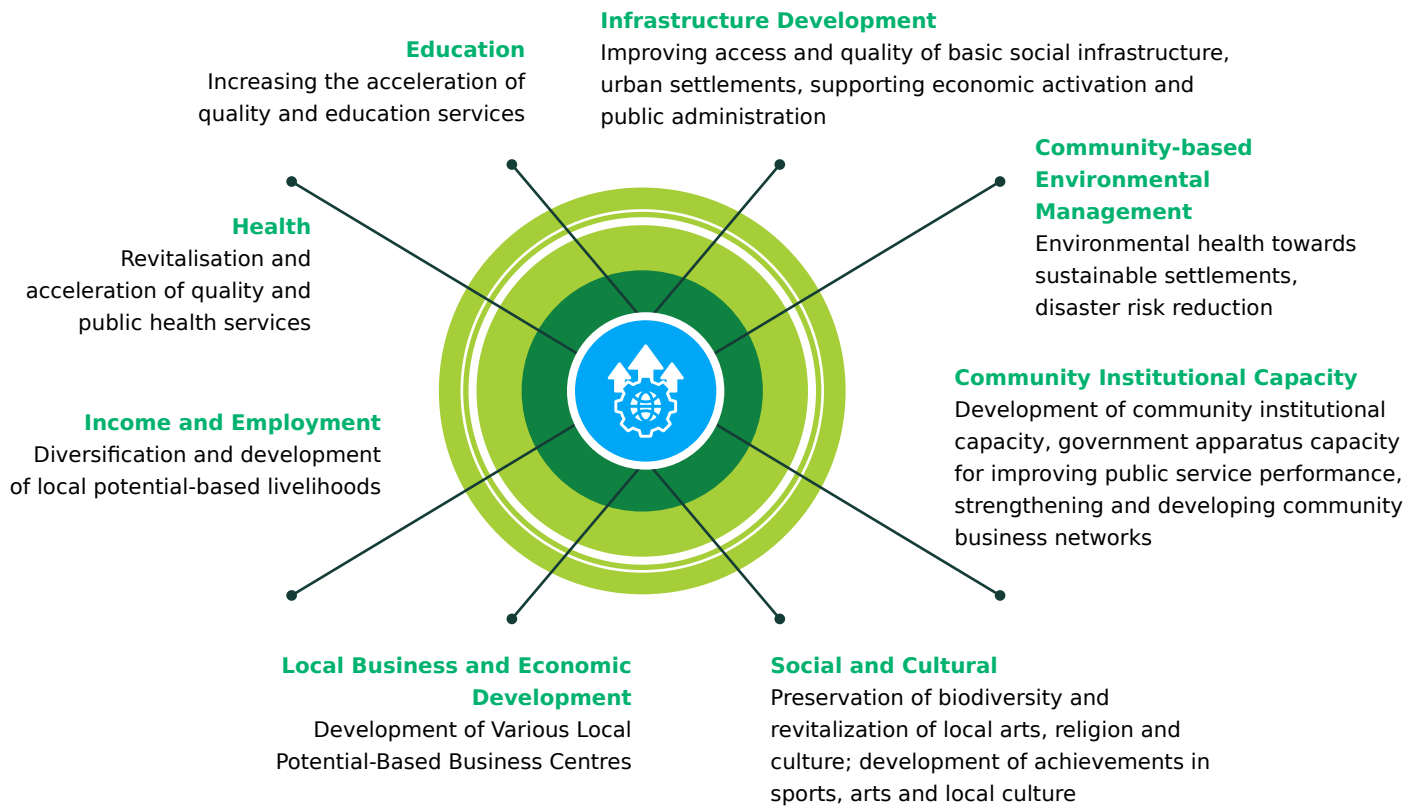 Education
Increasing the acceleration of
quality and education services
Infrastructure Development
Improving access and quality of basic social infrastructure,
urban settlements, supporting economic activation and
public administration
Community-based
Environmental
Management
Environmental health towards
sustainable settlements,
disaster risk reduction
Health
Revitalisation and
acceleration of quality and
public health services
Community Institutional Capacity
Development of community institutional
capacity, government apparatus capacity
for improving public service performance,
strengthening and developing community
business networks
Income and Employment
Diversification and development
of local potential-based livelihoods
Local Business and Economic
Development
Development of Various Local
Potential-Based Business Centres
Social and Cultural
Preservation of biodiversity and
revitalization of local arts, religion and
culture; development of achievements in
sports, arts and local culture